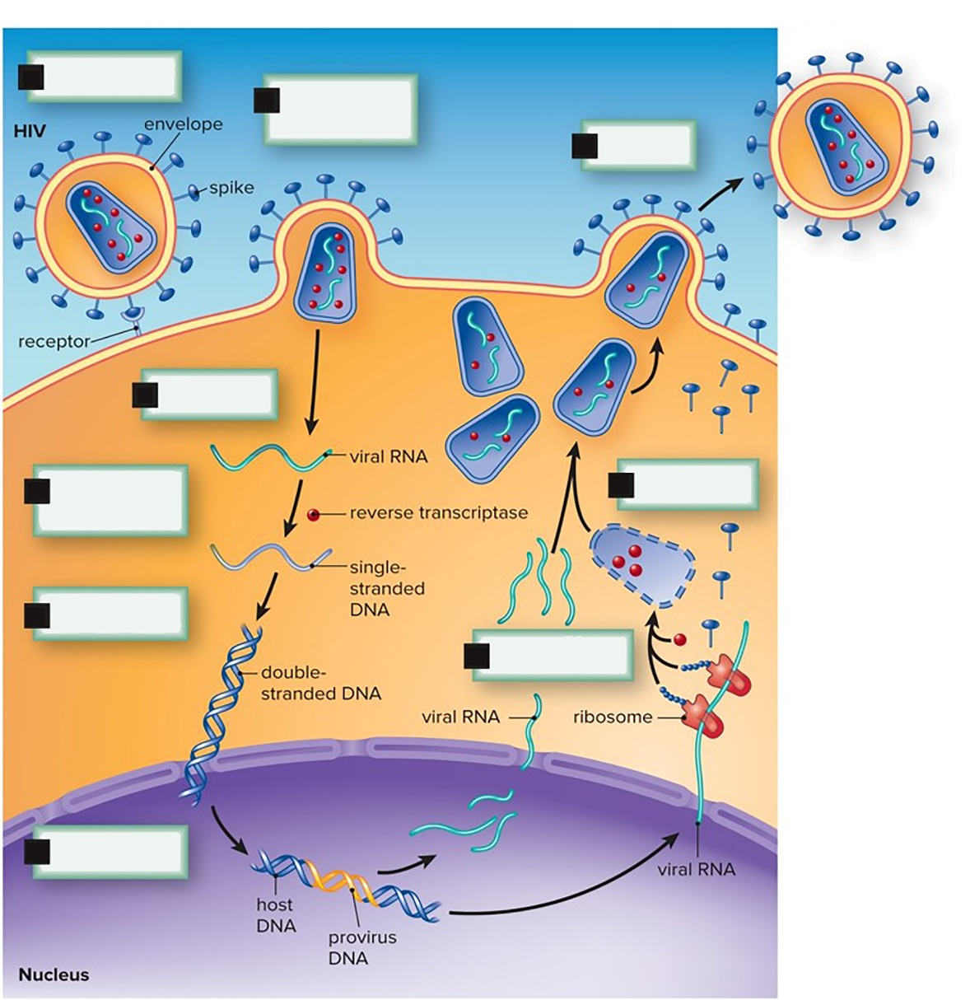 HIV
envelope
spike
receptor
viral RNA
reverse transcriptase
single-
stranded
DNA
double-
stranded DNA
viral RNA
ribosome
viral RNA
host
DNA
provirus
DNA
Nucleus